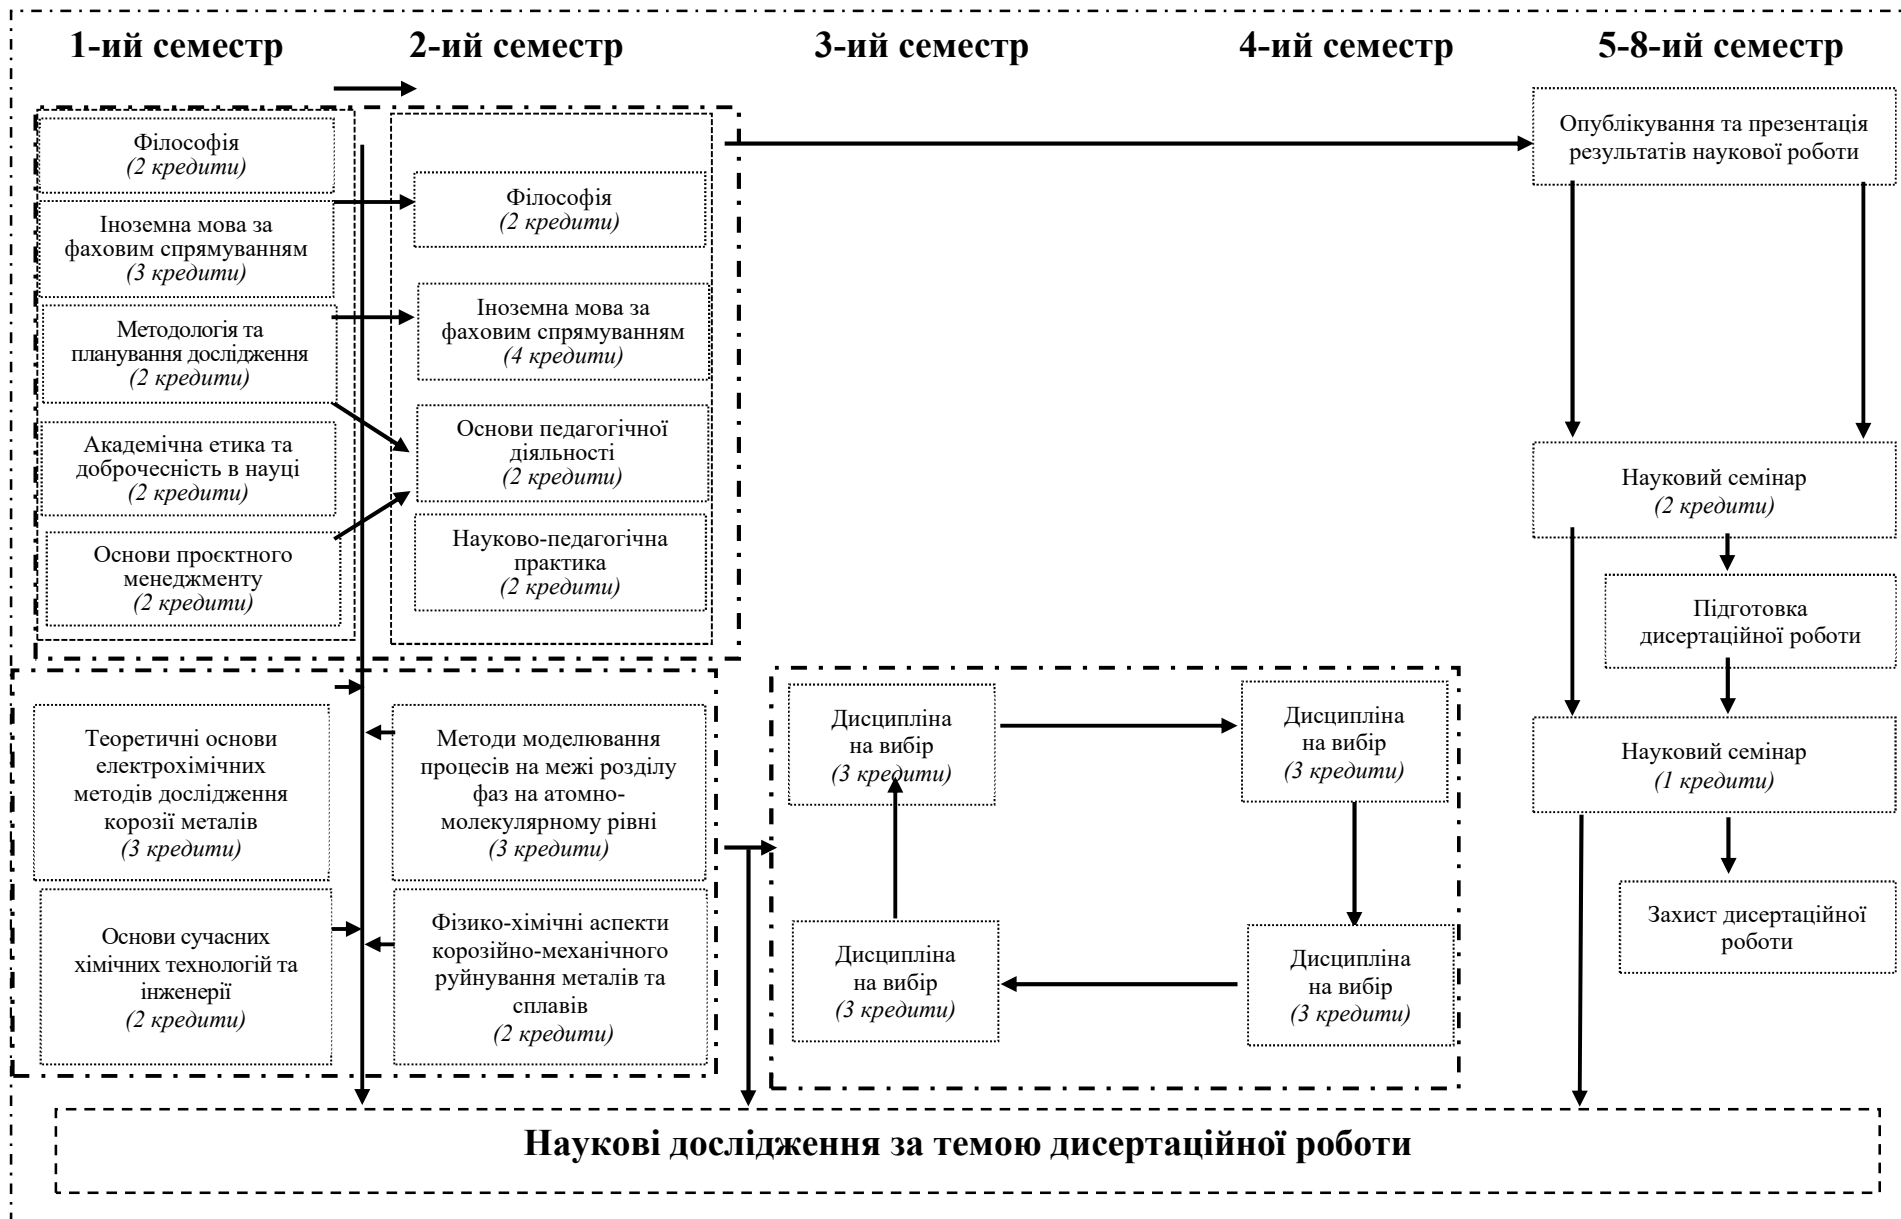 1-ий семестр
2-ий семестр
3-ий семестр
4-ий семестр
5-8-ий семестр
Філософія
(2 кредити)
Іноземна мова за
фаховим спрямуванням
(3 кредити)
Методологія та
планування дослідження
(2 кредити)
Академічна етика та
доброчесність в науці
(2 кредити)
Основи проєктного
менеджменту
(2 кредити)
Філософія
(2 кредити)
Іноземна мова за
фаховим спрямуванням
(4 кредити)
Основи педагогічної
діяльності
(2 кредити)
Науково-педагогічна
практика
(2 кредити)
Опублікування та презентація
результатів наукової роботи
Науковий семінар
(2 кредити)
Підготовка
дисертаційної роботи
Науковий семінар
(1 кредити)
Захист дисертаційної
роботи
Теоретичні основи
електрохімічних
методів дослідження
корозії металів
(3 кредити)
Основи сучасних
хімічних технологій та
інженерії
(2 кредити)
Методи моделювання
процесів на межі розділу
фаз на атомно-
молекулярному рівні
(3 кредити)
Фізико-хімічні аспекти
корозійно-механічного
руйнування металів та
сплавів
(2 кредити)
Дисципліна
на вибір
(3 кредити)
Дисципліна
на вибір
(3 кредити)
Дисципліна
на вибір
(3 кредити)
Дисципліна
на вибір
(3 кредити)
Наукові дослідження за темою дисертаційної роботи